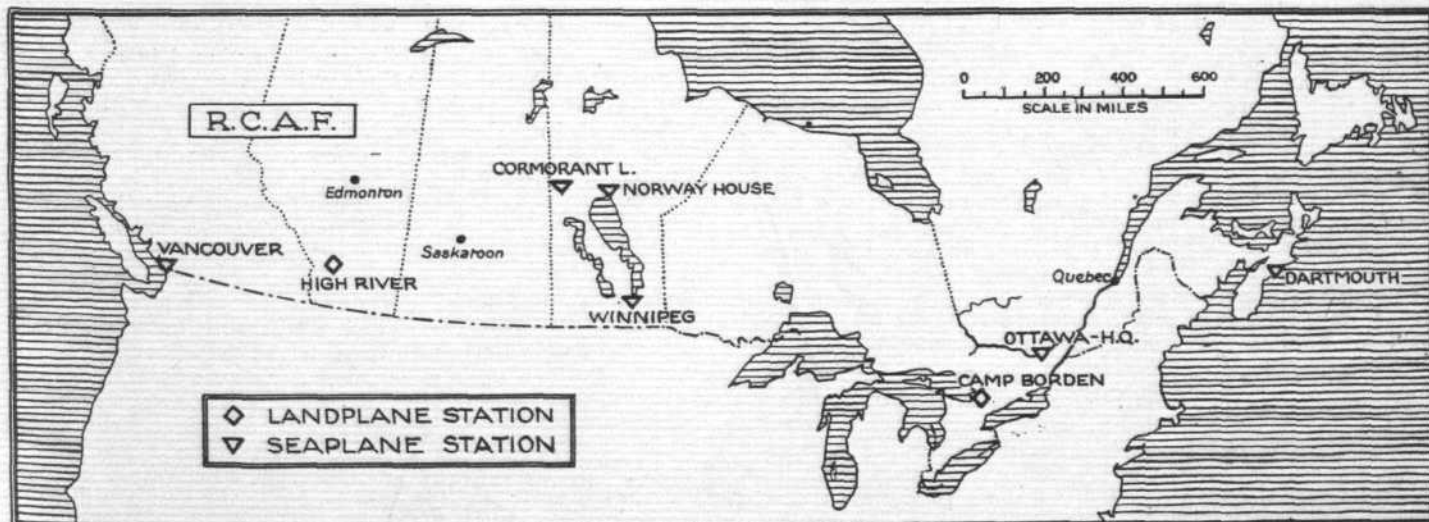 0 200 400 600
SCALE IN MILES
R.C.A.F.
CORMORANT L.
Edmonton
NORWAY HOUSE
Saskaroon
VANCOUVER
HIGH RIVER
Quebec
DARTMOUTH
WINNIPEG
OTTAWA-H.Q.
CAMP BORDEN
LANDPLANE STATION
SEAPLANE STATION